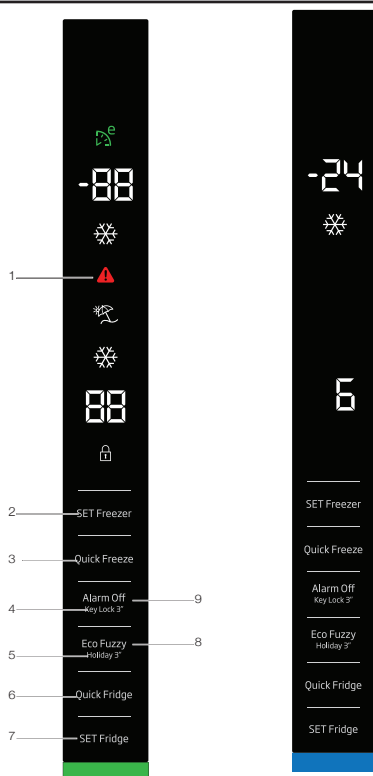 e
-88
1
88
2
SET Freezer
3
Quick Freeze
Alarm Off
9
4
Key Lock 3"
Eco Fuzzy
8
5
Holiday 3"
6
Quick Fridge
7
SET Fridge
-24
6
SET Freezer
Quick Freeze
Alarm Off
Key Lock 3"
Eco Fuzzy
Holiday 3"
Quick Fridge
SET Fridge